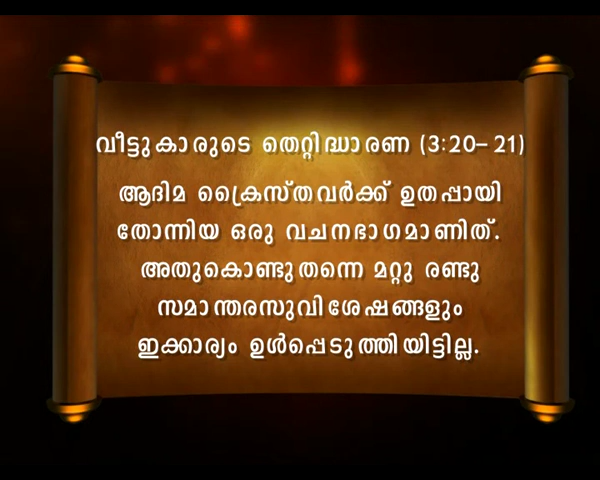 വീട്ടുകാരുടെ തെറ്റിദ്ധാരണ (3:20-21)
ആദിമ ക്രൈസ്തവർക്ക് ഉതപ്പായി
തോന്നിയ ഒരു വചനഭാഗമാണിത്.
അതുകൊണ്ടുതന്നെ മറ്റു രണ്ടു
സമാന്തരസുവിശേഷങ്ങളും
ഇക്കാര്യം ഉൾപ്പെടുത്തിയിട്ടില്ല.